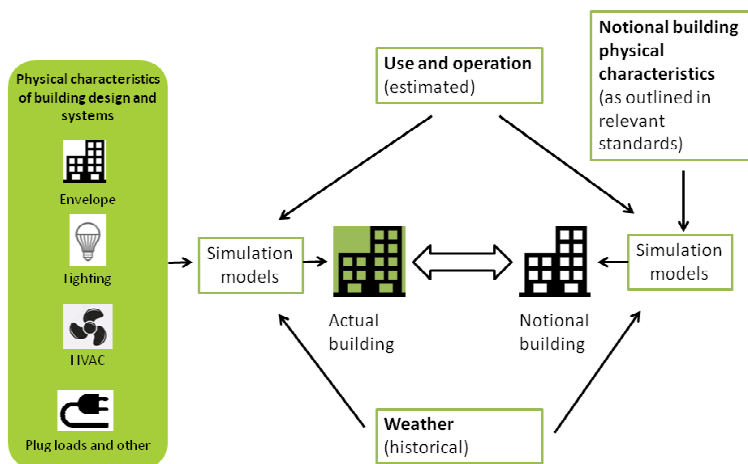 Physical characteristics
of building design and
systems
Envelope
Lighting
HVAC
Plug loads and other
Use and operation
(estimated)
Notional building
physical
characteristics
(as outlined in
relevant
standards)
Simulation
models
Actual
building
Notional
building
Simulation
models
Weather
(historical)